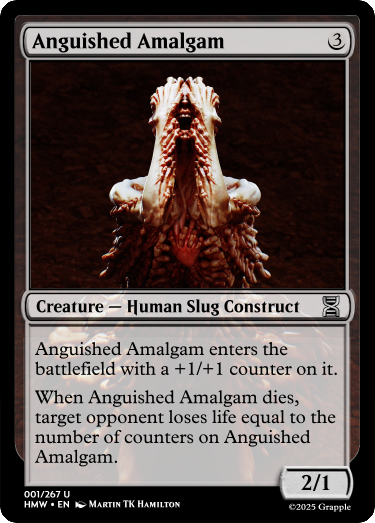 Anguished Amalgam 3
Creature — Human Slug Construct
Anguished Amalgam enters the
battlefield with a +1/+1 counter on it.
When Anguished Amalgam dies,
target opponent loses life equal to the
number of counters on Anguished
Amalgam.
2/1
001/267 U
HMW • EN Martin TK Hamilton
©2025 Grapple